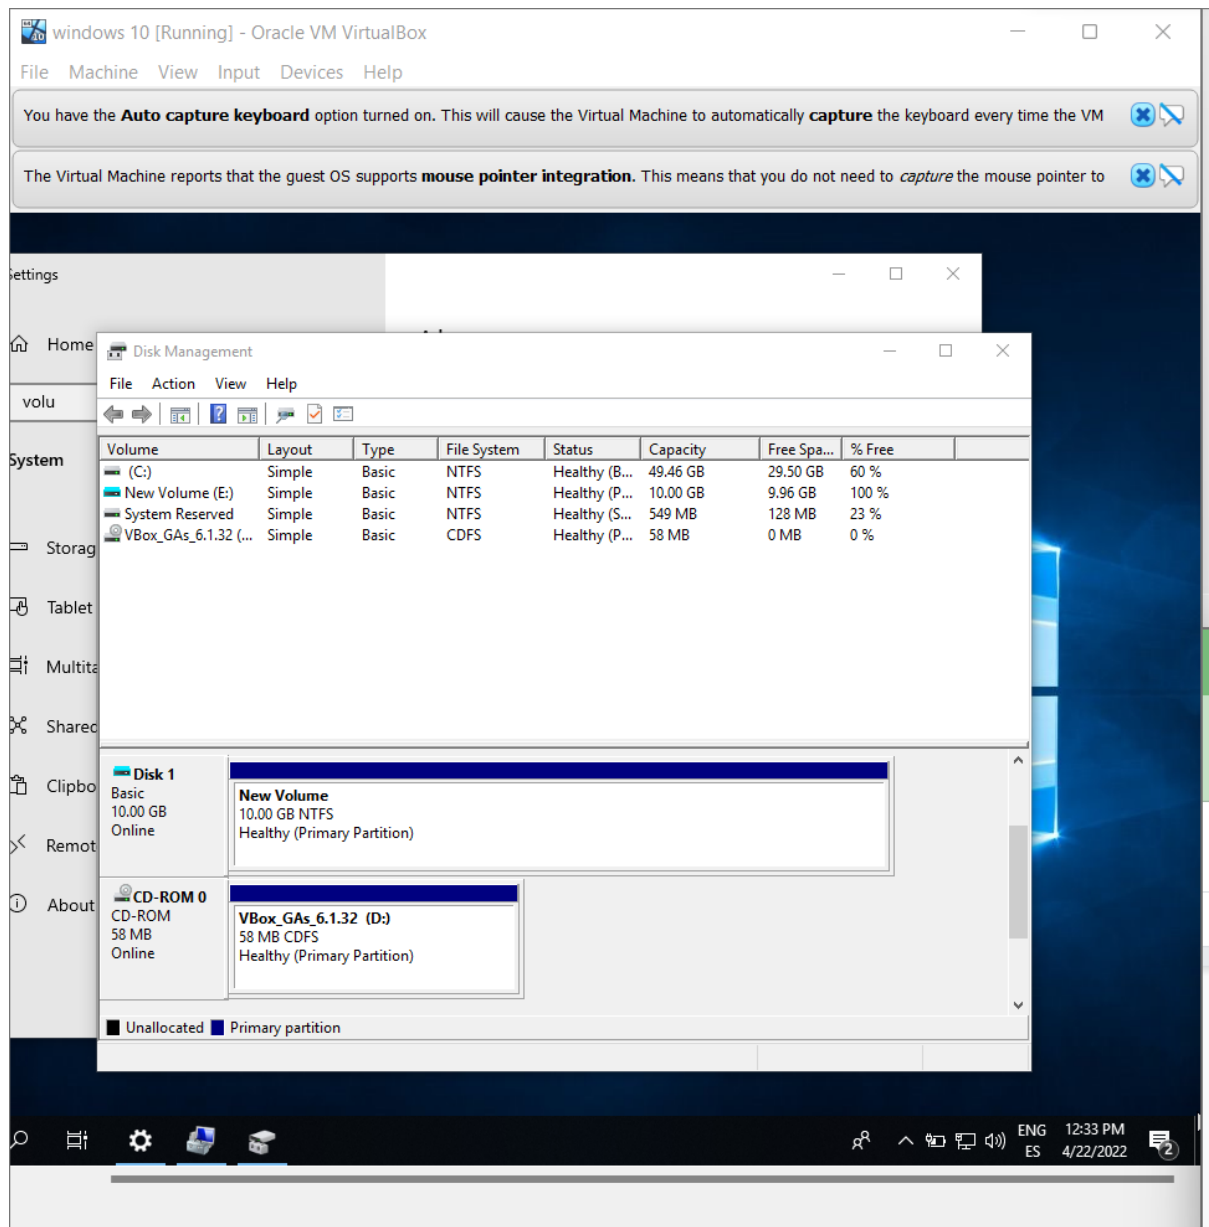 windows 10 [Running] - Oracle VM VirtualBox
File Machine View Input Devices Help
You have the Auto capture keyboard option turned on. This will cause the Virtual Machine to automatically capture the keyboard every time the VM
The Virtual Machine reports that the guest OS supports mouse pointer integration. This means that you do not need to capture the mouse pointer to
Settings
Home
volu
System
Storag
Tablet
Multita
Shared
Clipbo
Remot
About
Disk Management
File Action View Help
Volume Layout Type File System Status Capacity Free Spa... % Free
(C:) Simple Basic NTFS Healthy (B... 49.46 GB 29.50 GB 60 %
New Volume (E:) Simple Basic NTFS Healthy (P... 10.00 GB 9.96 GB 100 %
System Reserved Simple Basic NTFS Healthy (S... 549 MB 128 MB 23 %
VBox_GAs_6.1.32 (... Simple Basic CDFS Healthy (P... 58 MB 0 MB 0 %
Disk 1
Basic
10.00 GB
Online
New Volume
10.00 GB NTFS
Healthy (Primary Partition)
CD-ROM 0
CD-ROM
58 MB
Online
VBox_GAs_6.1.32 (D:)
58 MB CDFS
Healthy (Primary Partition)
Unallocated Primary partition
ENG
ES
12:33 PM
4/22/2022
2